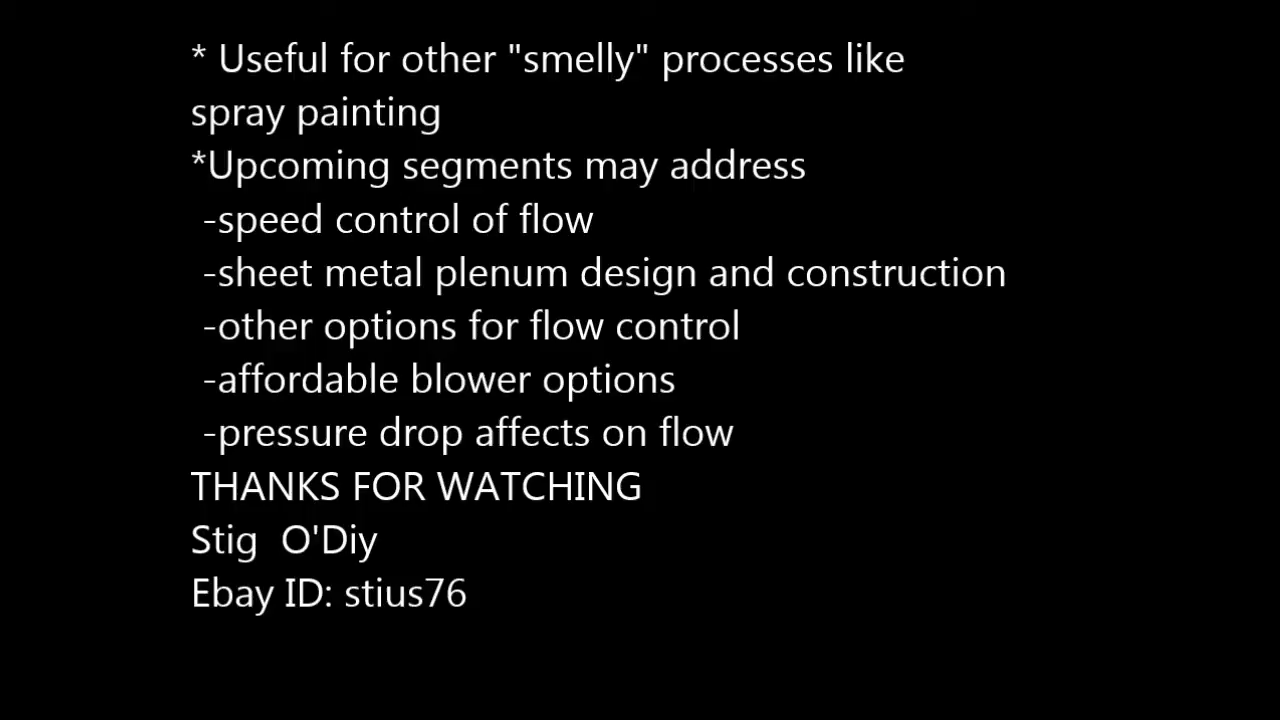 * Useful for other "smelly" processes like
spray painting
*Upcoming segments may address
-speed control of flow
-sheet metal plenum design and construction
-other options for flow control
-affordable blower options
-pressure drop affects on flow
THANKS FOR WATCHING
Stig  O'Diy
Ebay ID: stius76